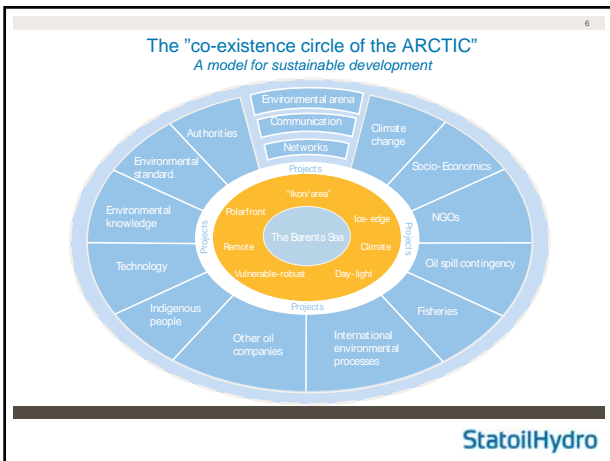 6
The ”co-existence circle of the ARCTIC”
A model for sustainable development
Environmental arena
Communication
Networks
Authorities
Climate
change
Environmental
standard
Socio-Economics
Projects
Environmental
knowledge
"Ikon/area"
Polarfront
Ice-edge
NGOs
Projects
The Barents Sea
Projects
Remote
Climate
Technology
Vulnerable-robust
Day-light
Oil spill contingency
Projects
Indigenous
people
Fisheries
Other oil
companies
International
environmental
processes
StatoilHydro